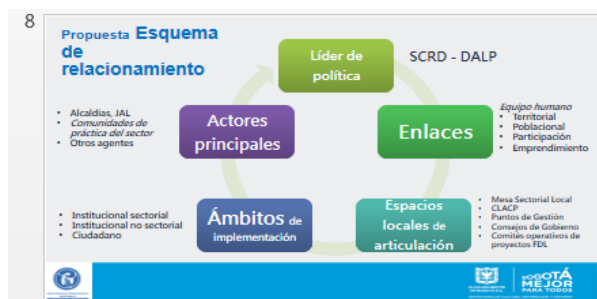 8
Propuesta Esquema
de
relacionamiento
Líder de
política
SCRD - DALP
Enlaces
Equipo humano
• Territorial
• Poblacional
• Participación
• Emprendimiento
Espacios
locales de
articulación
• Mesa Sectorial Local
• CLACP
• Puntos de Gestión
• Consejos de Gobierno
• Comités operativos de
proyectos FDL
Ámbitos de
implementación
• Institucional sectorial
• Institucional no sectorial
• Ciudadano
Actores
principales
• Alcaldías, JAL
• Comunidades de
práctica del sector
• Otros agentes
BOGOTÁ
MEJOR
PARA TODOS